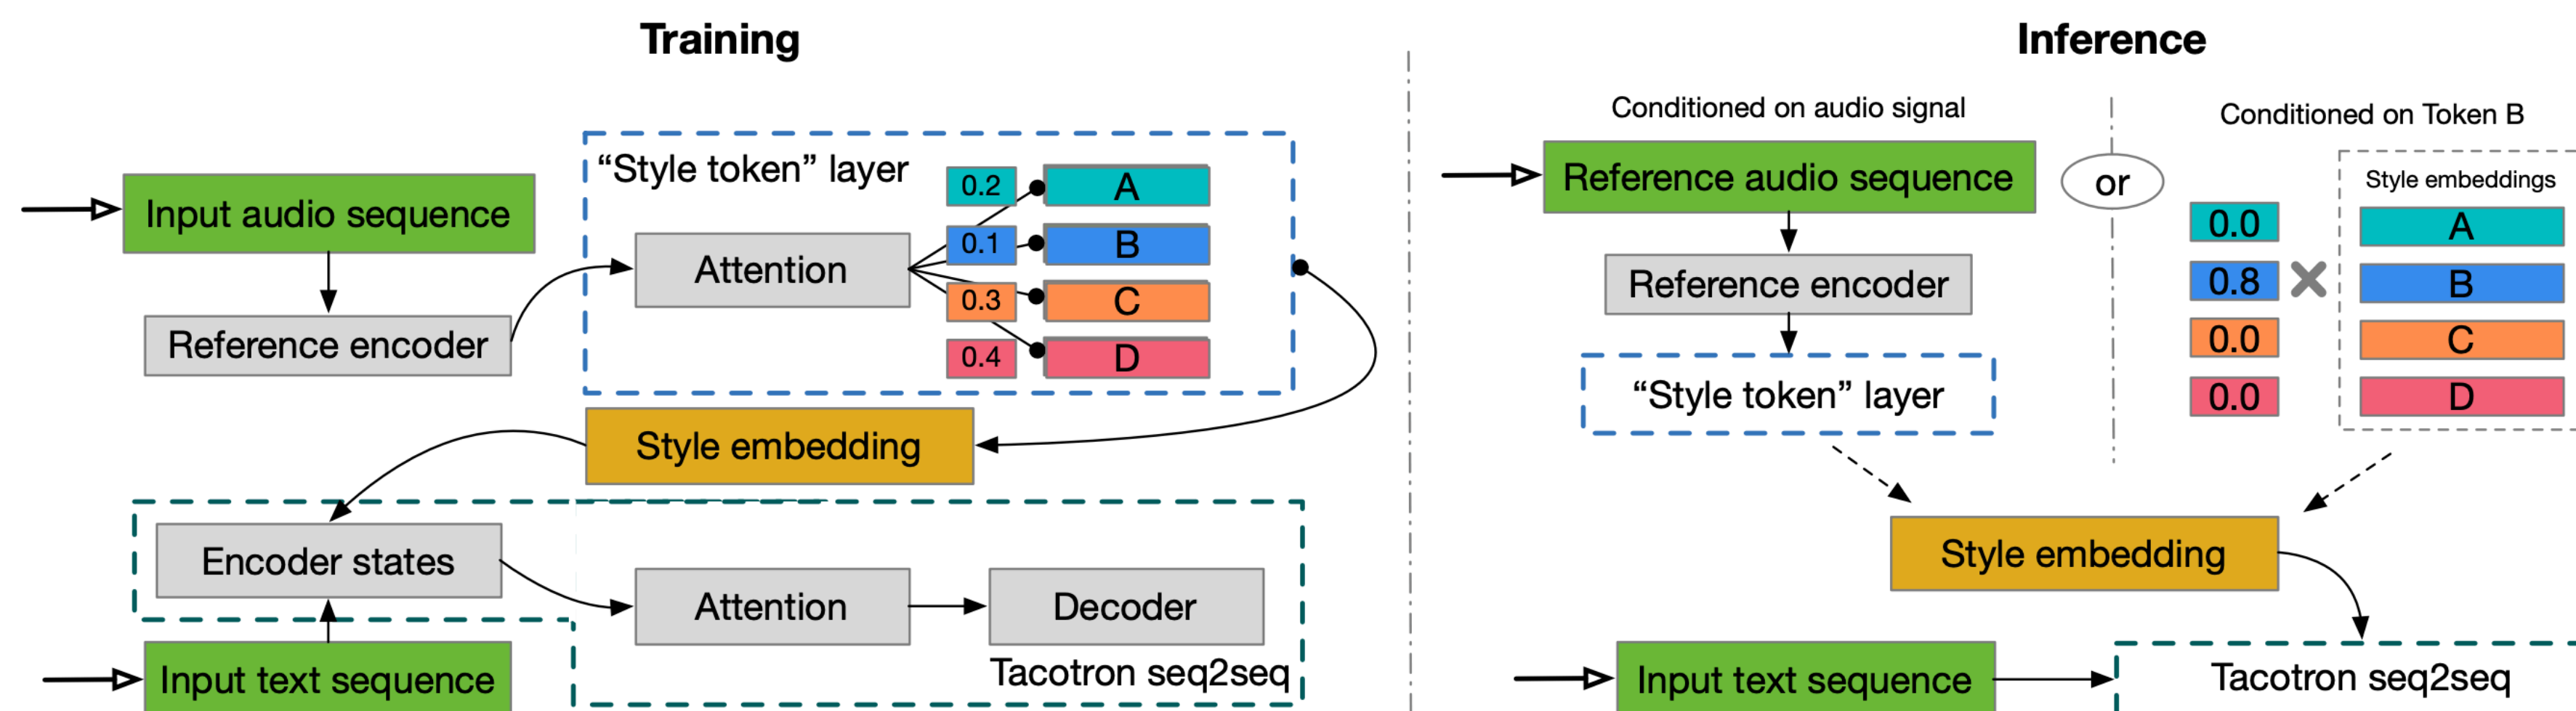 Training
Input audio sequence
Reference encoder
“Style token” layer
Attention
0.2
A
0.1
B
0.3
C
0.4
D
Style embedding
Encoder states
Attention
Decoder
Tacotron seq2seq
Input text sequence
Inference
Conditioned on audio signal
Reference audio sequence
Reference encoder
“Style token” layer
or
Conditioned on Token B
Style embeddings
0.0
A
0.8
B
0.0
C
0.0
D
Style embedding
Input text sequence
Tacotron seq2seq